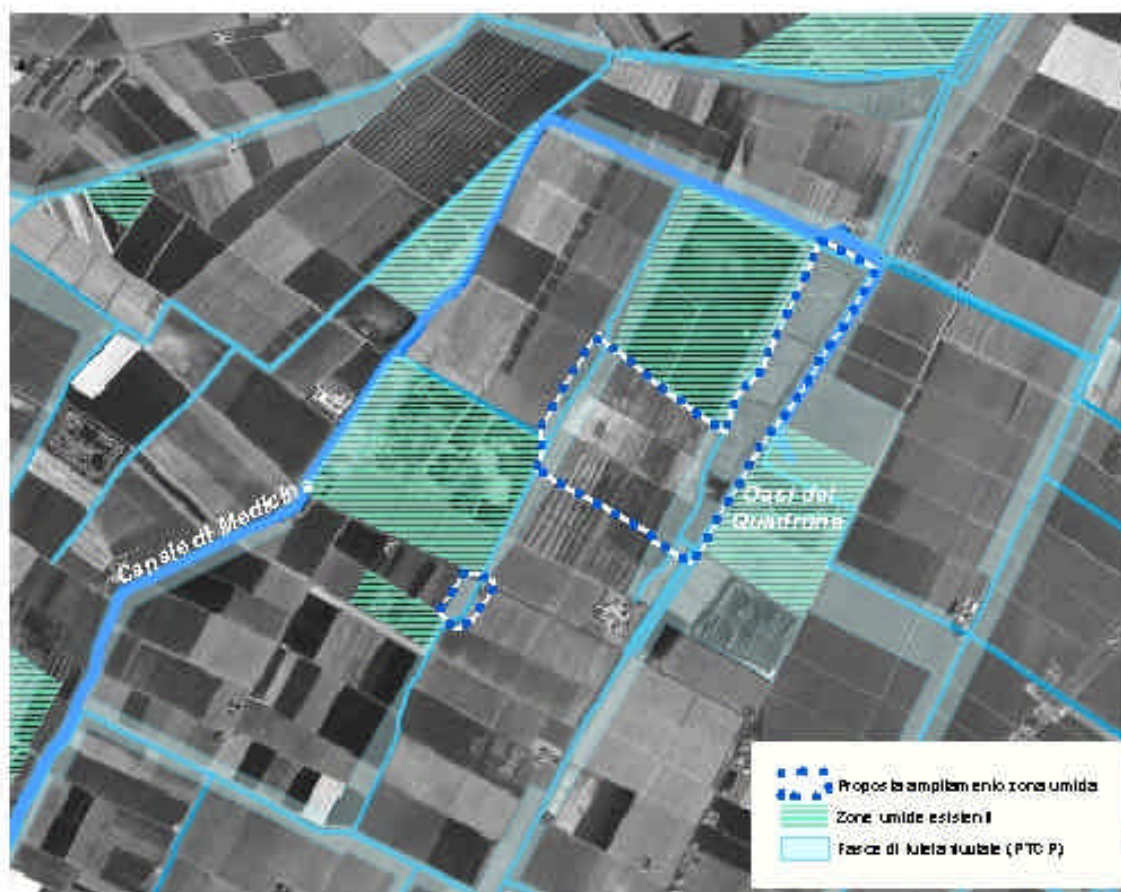 Canale di Medicina
Oasi del
Quadrone
Proposta ampliamento zona umida
Zone umide esistenti
Fasce di tutela fluviale (PTCP)